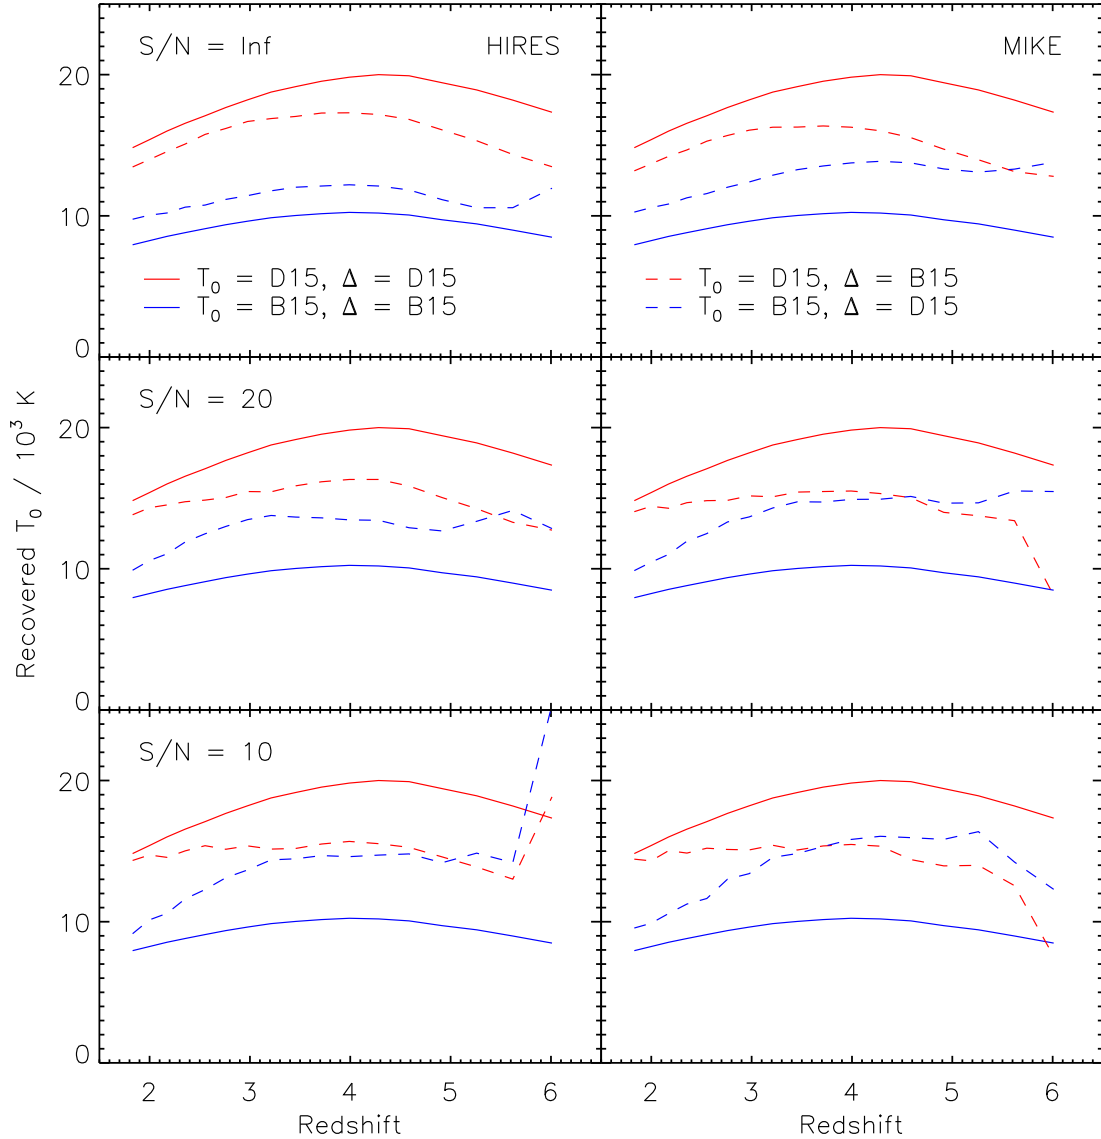 S/N = Inf
HIRES
MIKE
20
10
0
T₀ = D15, Δ = D15
T₀ = B15, Δ = B15
T₀ = D15, Δ = B15
T₀ = B15, Δ = D15
S/N = 20
20
10
0
Recovered T₀ / 10³ K
S/N = 10
20
10
0
2 3 4 5 6
2 3 4 5 6
Redshift
Redshift